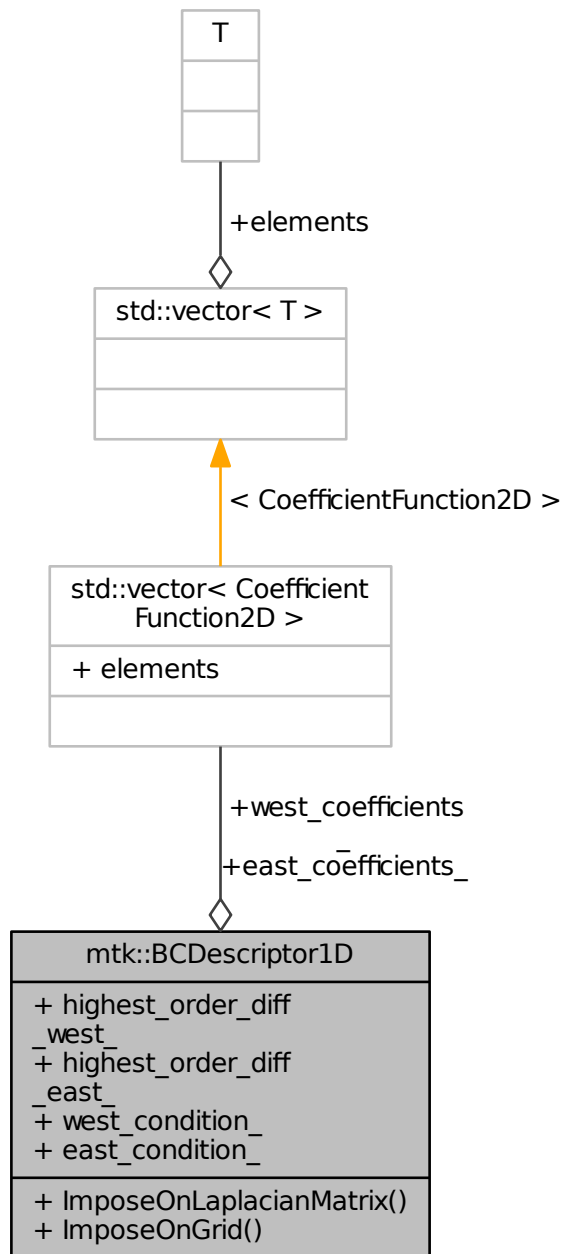 T
+elements
std::vector< T >
< CoefficientFunction2D >
std::vector< Coefficient
Function2D >
+ elements
+west_coefficients
_
+east_coefficients_
mtk::BCDescriptor1D
+ highest_order_diff
_west_
+ highest_order_diff
_east_
+ west_condition_
+ east_condition_
+ ImposeOnLaplacianMatrix()
+ ImposeOnGrid()